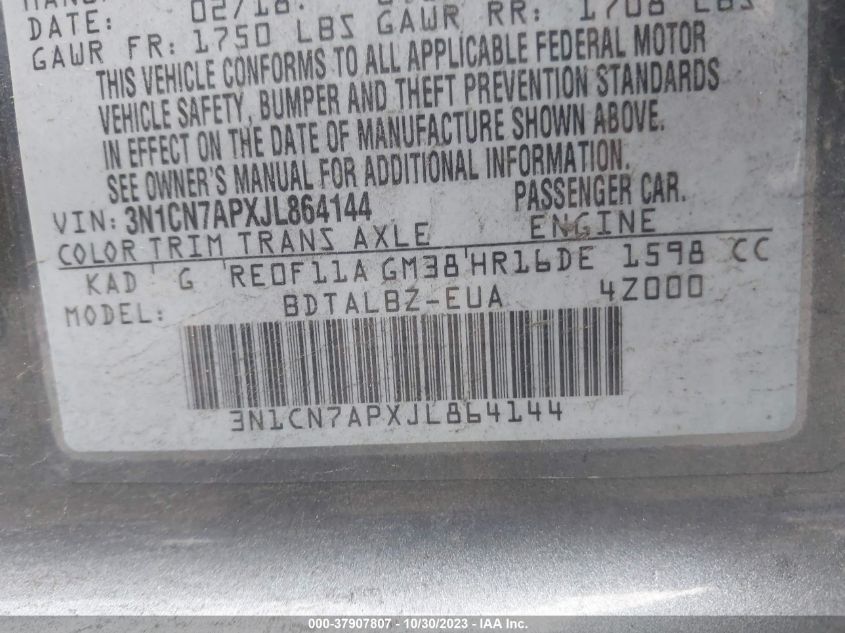 DATE: 02/18
GAWR FR: 1750 LBS GAWR RR: 1708 LBS
THIS VEHICLE CONFORMS TO ALL APPLICABLE FEDERAL MOTOR
VEHICLE SAFETY, BUMPER AND THEFT PREVENTION STANDARDS
IN EFFECT ON THE DATE OF MANUFACTURE SHOWN ABOVE.
SEE OWNER'S MANUAL FOR ADDITIONAL INFORMATION.
VIN: 3N1CN7APXJL864144 PASSENGER CAR.
COLOR TRIM TRANS AXLE ENGINE
KAD G RE0F11A GM38 HR16DE 1598 CC
MODEL: BDTALBZ-EUA 4Z000
3N1CN7APXJL864144
000-37907807 - 10/30/2023 - IAA Inc.